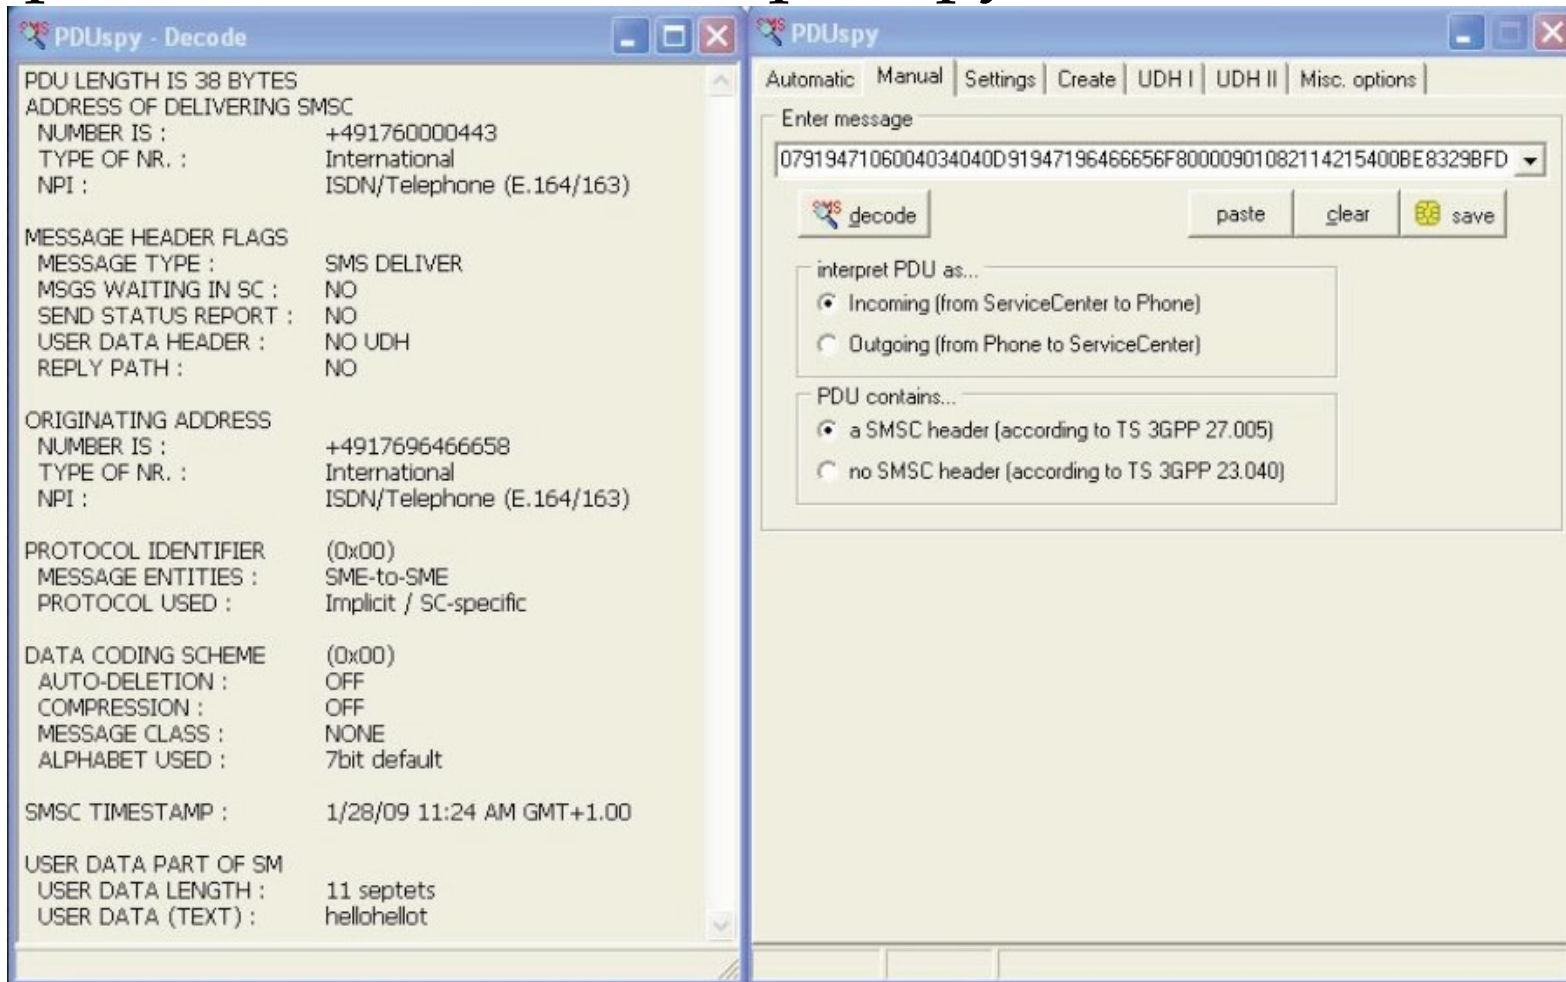 PDUspy - Decode
PDU LENGTH IS 38 BYTES
ADDRESS OF DELIVERING SMSC
NUMBER IS : +491760000443
TYPE OF NR. : International
NPI : ISDN/Telephone (E.164/163)
MESSAGE HEADER FLAGS
MESSAGE TYPE : SMS DELIVER
MSGS WAITING IN SC : NO
SEND STATUS REPORT : NO
USER DATA HEADER : NO UDH
REPLY PATH : NO
ORIGINATING ADDRESS
NUMBER IS : +4917696466658
TYPE OF NR. : International
NPI : ISDN/Telephone (E.164/163)
PROTOCOL IDENTIFIER (0x00)
MESSAGE ENTITIES : SME-to-SME
PROTOCOL USED : Implicit / SC-specific
DATA CODING SCHEME (0x00)
AUTO-DELETION : OFF
COMPRESSION : OFF
MESSAGE CLASS : NONE
ALPHABET USED : 7bit default
SMSC TIMESTAMP : 1/28/09 11:24 AM GMT+1.00
USER DATA PART OF SM
USER DATA LENGTH : 11 septets
USER DATA (TEXT) : hellohellot
PDUspy
Automatic Manual Settings Create UDH I UDH II Misc. options
Enter message
0791947106004034040D91947196466656F80000901082114215400BE8329BFD
decode paste clear save
interpret PDU as...
Incoming (from ServiceCenter to Phone)
Outgoing (from Phone to ServiceCenter)
PDU contains...
a SMSC header (according to TS 3GPP 27.005)
no SMSC header (according to TS 3GPP 23.040)